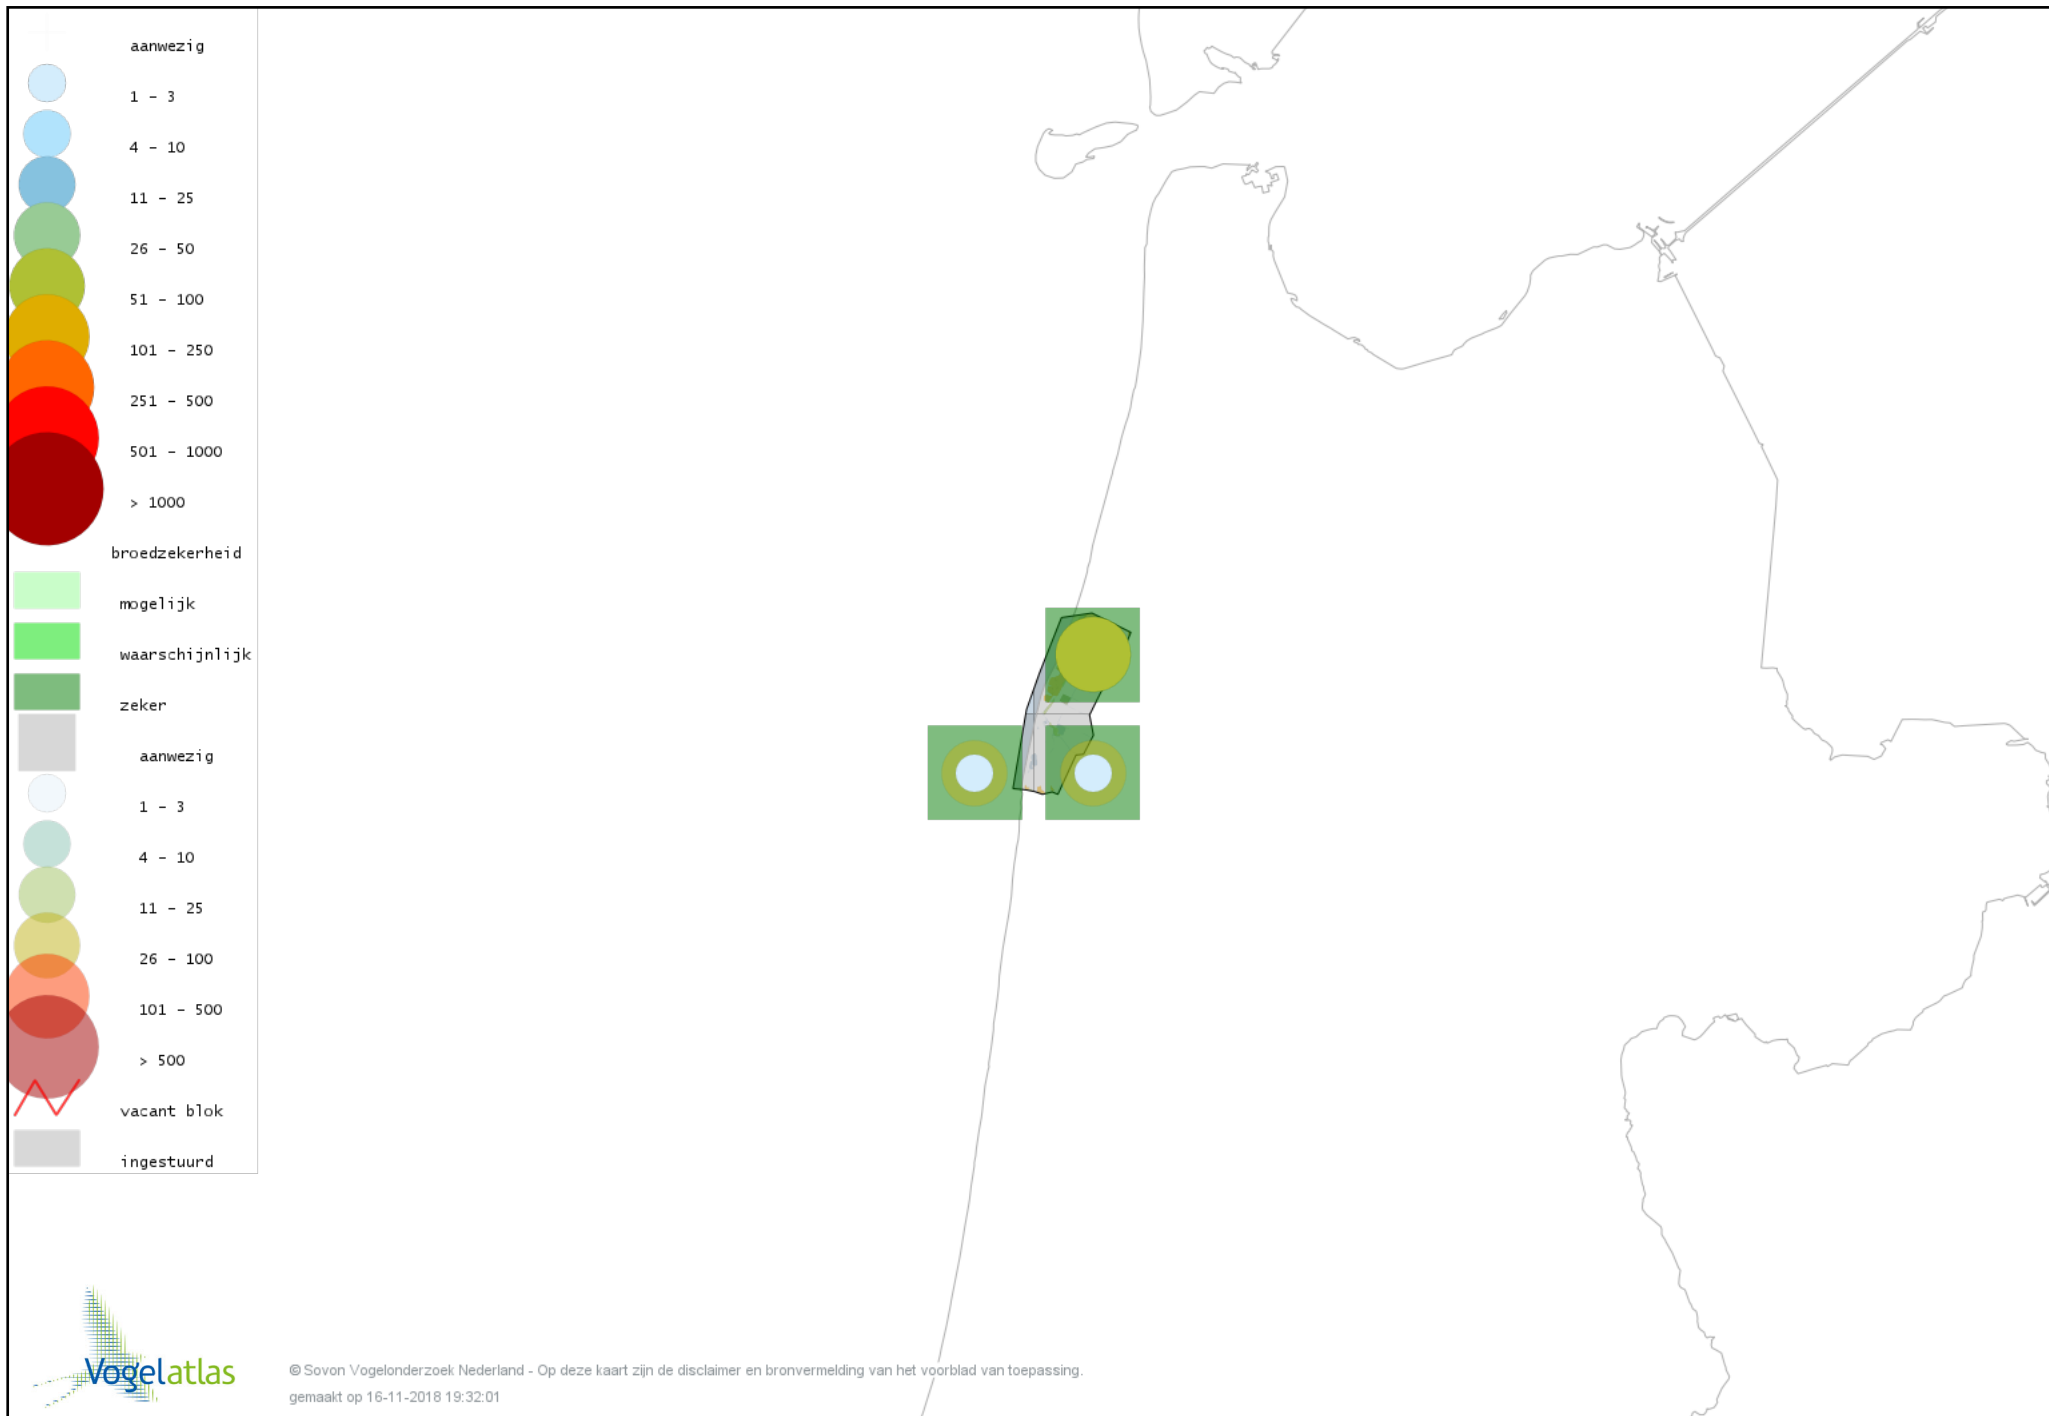 aanwezig
1 - 3
4 - 10
11 - 25
26 - 50
51 - 100
101 - 250
251 - 500
501 - 1000
> 1000
broedzekerheid
mogelijk
waarschijnlijk
zeker
aanwezig
1 - 3
4 - 10
11 - 25
26 - 100
101 - 500
> 500
vacant blok
ingestuurd
Vogelatlas
© Sovon Vogelonderzoek Nederland - Op deze kaart zijn de disclaimer en bronvermelding van het voorblad van toepassing.
gemaakt op 16-11-2018 19:32:01